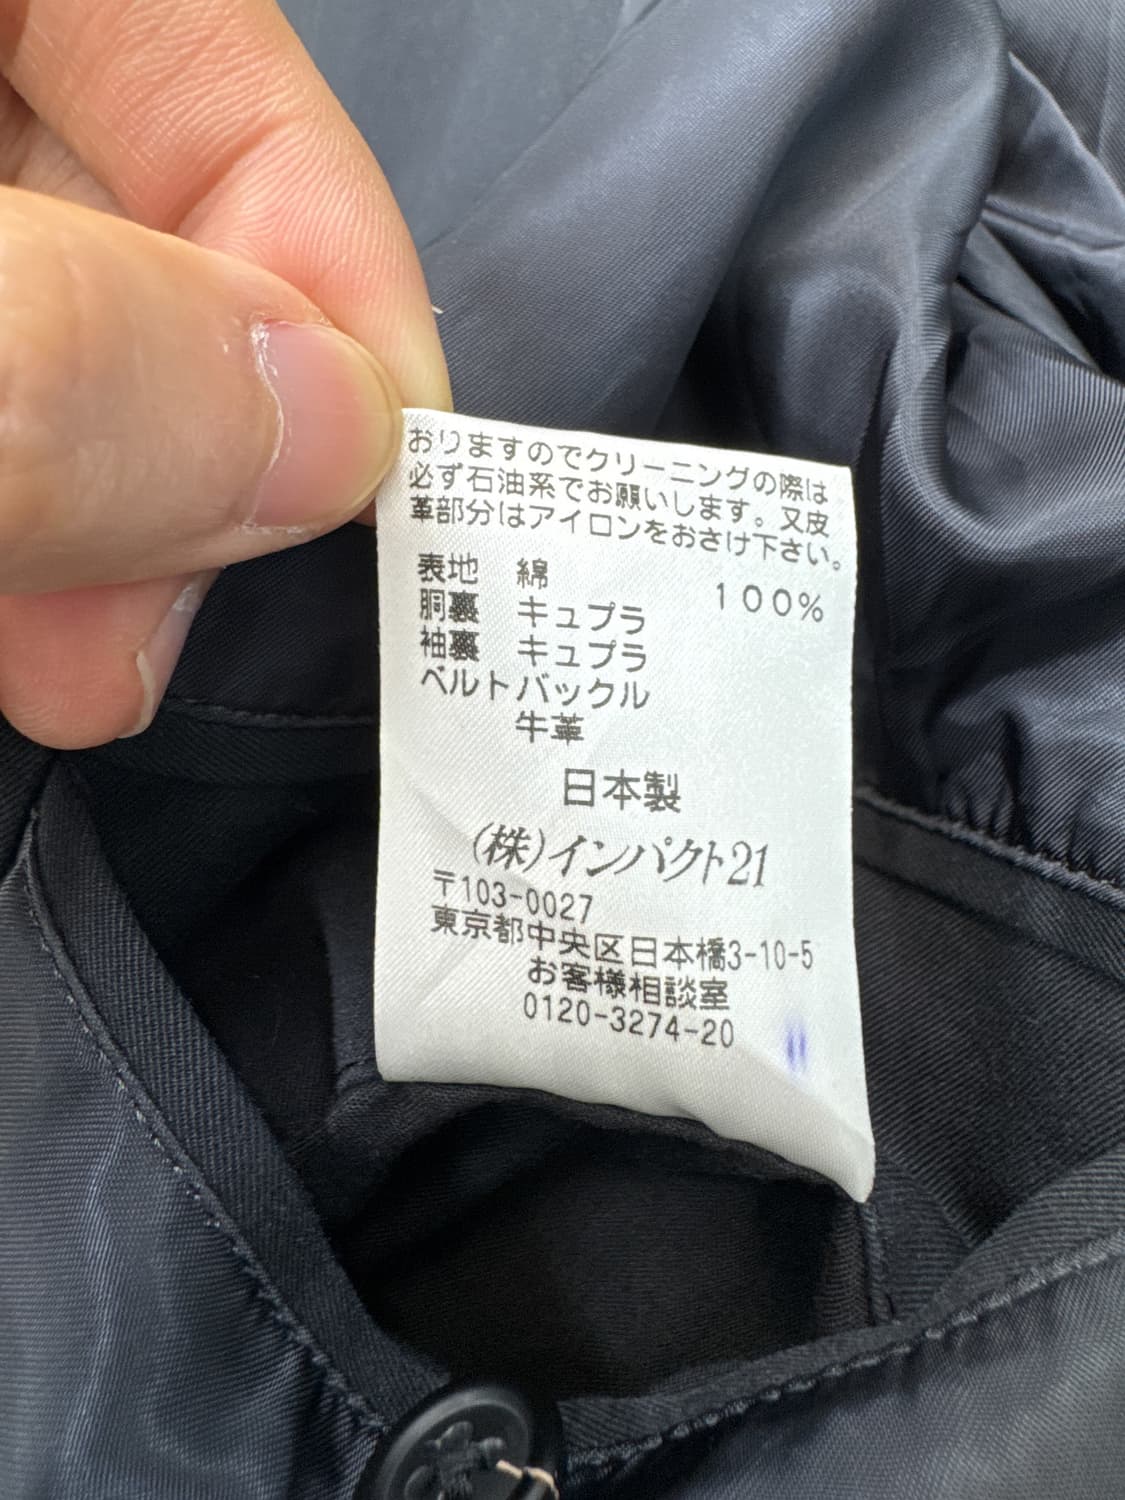 おりますのでクリーニングの際は
必ず石油系でお願いします。又皮
革部分はアイロンをおさけ下さい。
表地 綿 100%
胴裏 キュプラ
袖裏 キュプラ
ベルトバックル
牛革
日本製
(株)インパクト21
〒103-0027
東京都中央区日本橋3-10-5
お客様相談室
0120-3274-20